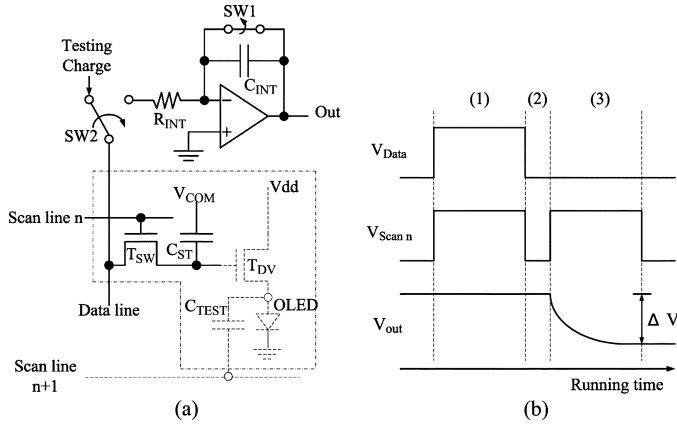 SW1
Testing
Charge
C_INT
(1) (2) (3)
R_INT
Out
SW2
V_Data
V_COM
Vdd
Scan line n
V_Scan n
T_SW
C_ST
T_DV
Data line
C_TEST
OLED
V_out
Δ V
Scan line
n+1
Running time
(a)
(b)